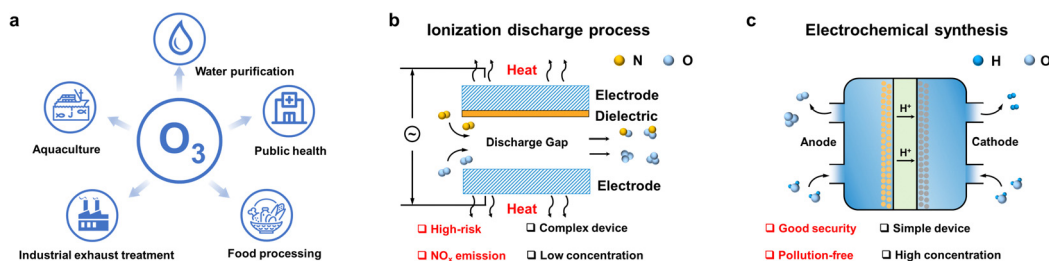 a
O3
Water purification
Aquaculture
Public health
Industrial exhaust treatment
Food processing
b
Ionization discharge process
N O
Heat
Electrode
Dielectric
Discharge Gap
Electrode
Heat
~
High-risk
Complex device
NOx emission
Low concentration
c
Electrochemical synthesis
H O
H+
Anode
Cathode
H+
Good security
Simple device
Pollution-free
High concentration